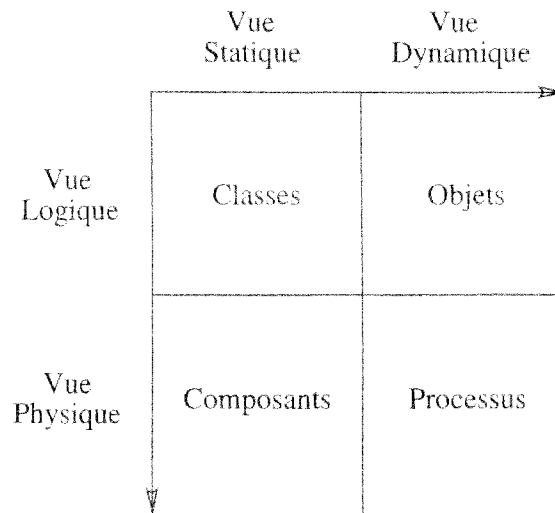 Vue
Statique
Vue
Dynamique
Vue
Logique
Classes
Objets
Vue
Physique
Composants
Processus